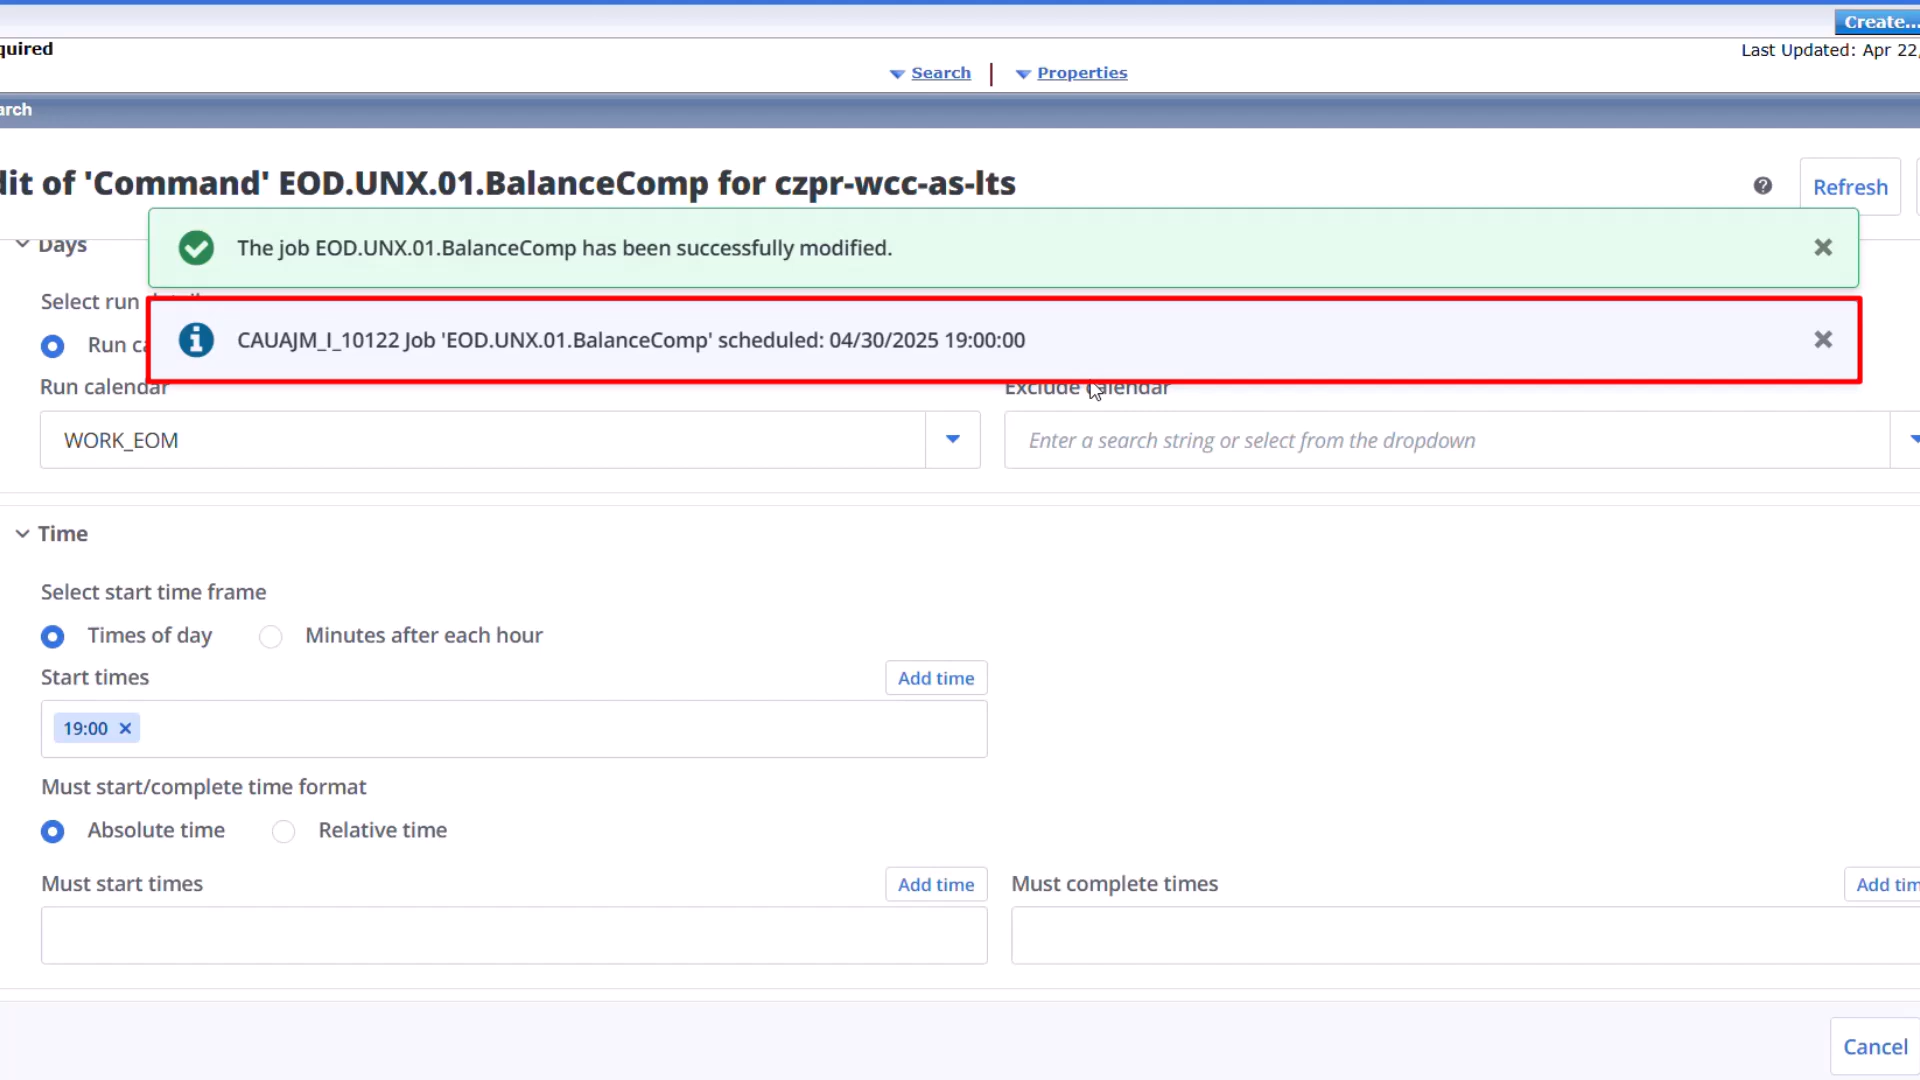 Create...
quired
Last Updated: Apr 22,
Search | Properties
arch
dit of 'Command' EOD.UNX.01.BalanceComp for czpr-wcc-as-lts
Refresh
Days
The job EOD.UNX.01.BalanceComp has been successfully modified.
Select run
CAUAJM_I_10122 Job 'EOD.UNX.01.BalanceComp' scheduled: 04/30/2025 19:00:00
Run ca
Run calendar
Exclude calendar
WORK_EOM
Enter a search string or select from the dropdown
Time
Select start time frame
Times of day
Minutes after each hour
Start times
Add time
19:00
Must start/complete time format
Absolute time
Relative time
Must start times
Add time
Must complete times
Add tim
Cancel